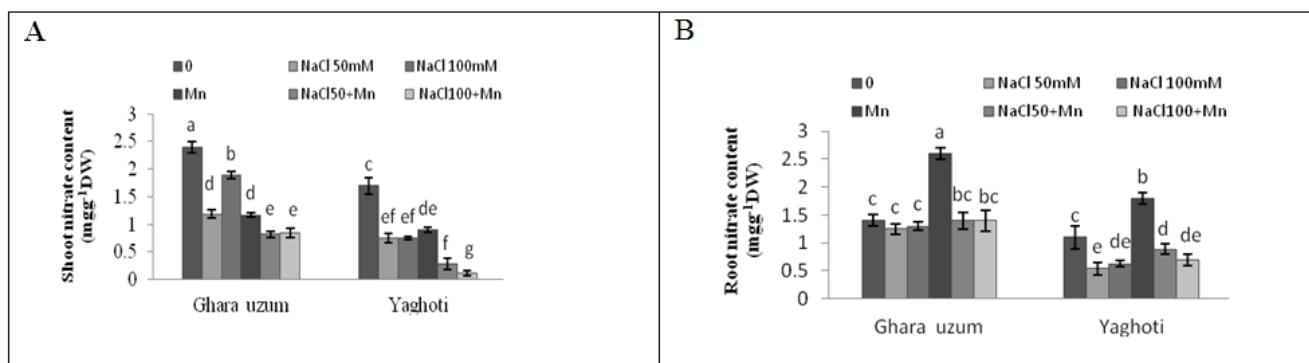 A
0 NaCl 50mM NaCl 100mM
Mn NaCl50+Mn NaCl100+Mn
Shoot nitrate content
(mgg⁻¹DW)
3
2.5
2
1.5
1
0.5
0
a d b d e e
c ef ef de f g
Ghara uzum Yaghoti
B
0 NaCl 50mM NaCl 100mM
Mn NaCl50+Mn NaCl100+Mn
Root nitrate content
(mgg⁻¹DW)
3
2.5
2
1.5
1
0.5
0
c c c a bc bc
c e de b d de
Ghara uzum Yaghoti